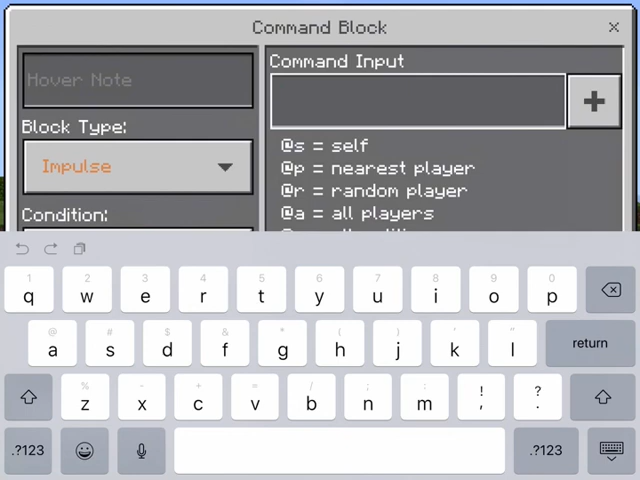 Command Block
Hover Note
Command Input
Block Type:
Impulse
@s = self
@p = nearest player
@r = random player
@a = all players
Condition:
1 2 3 4 5 6 7 8 9 0
q w e r t y u i o p
@ # $ & * ( ) ' "
a s d f g h j k l return
% - + = / ; : ! ?
z x c v b n m , .
.?123 .?123